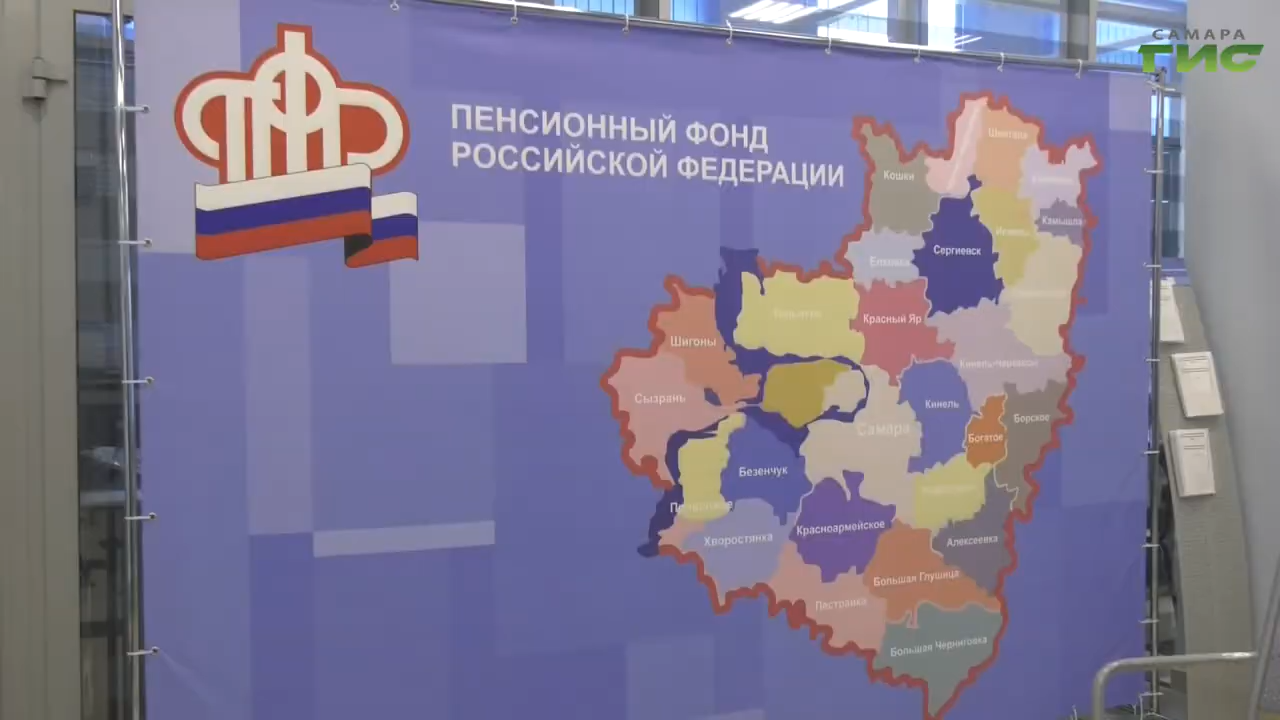 САМАРА
ГИС
ПЕНСИОННЫЙ ФОНД
РОССИЙСКОЙ ФЕДЕРАЦИИ
Шентала
Кошки
Камышла
Сергиевск
Елховка
Красный Яр
Шигоны
Кинель-Черкассы
Сызрань
Кинель
Борское
Самара
Богатое
Безенчук
Приволжье
Красноармейское
Хворостянка
Алексеевка
Большая Глушица
Пестравка
Большая Черниговка